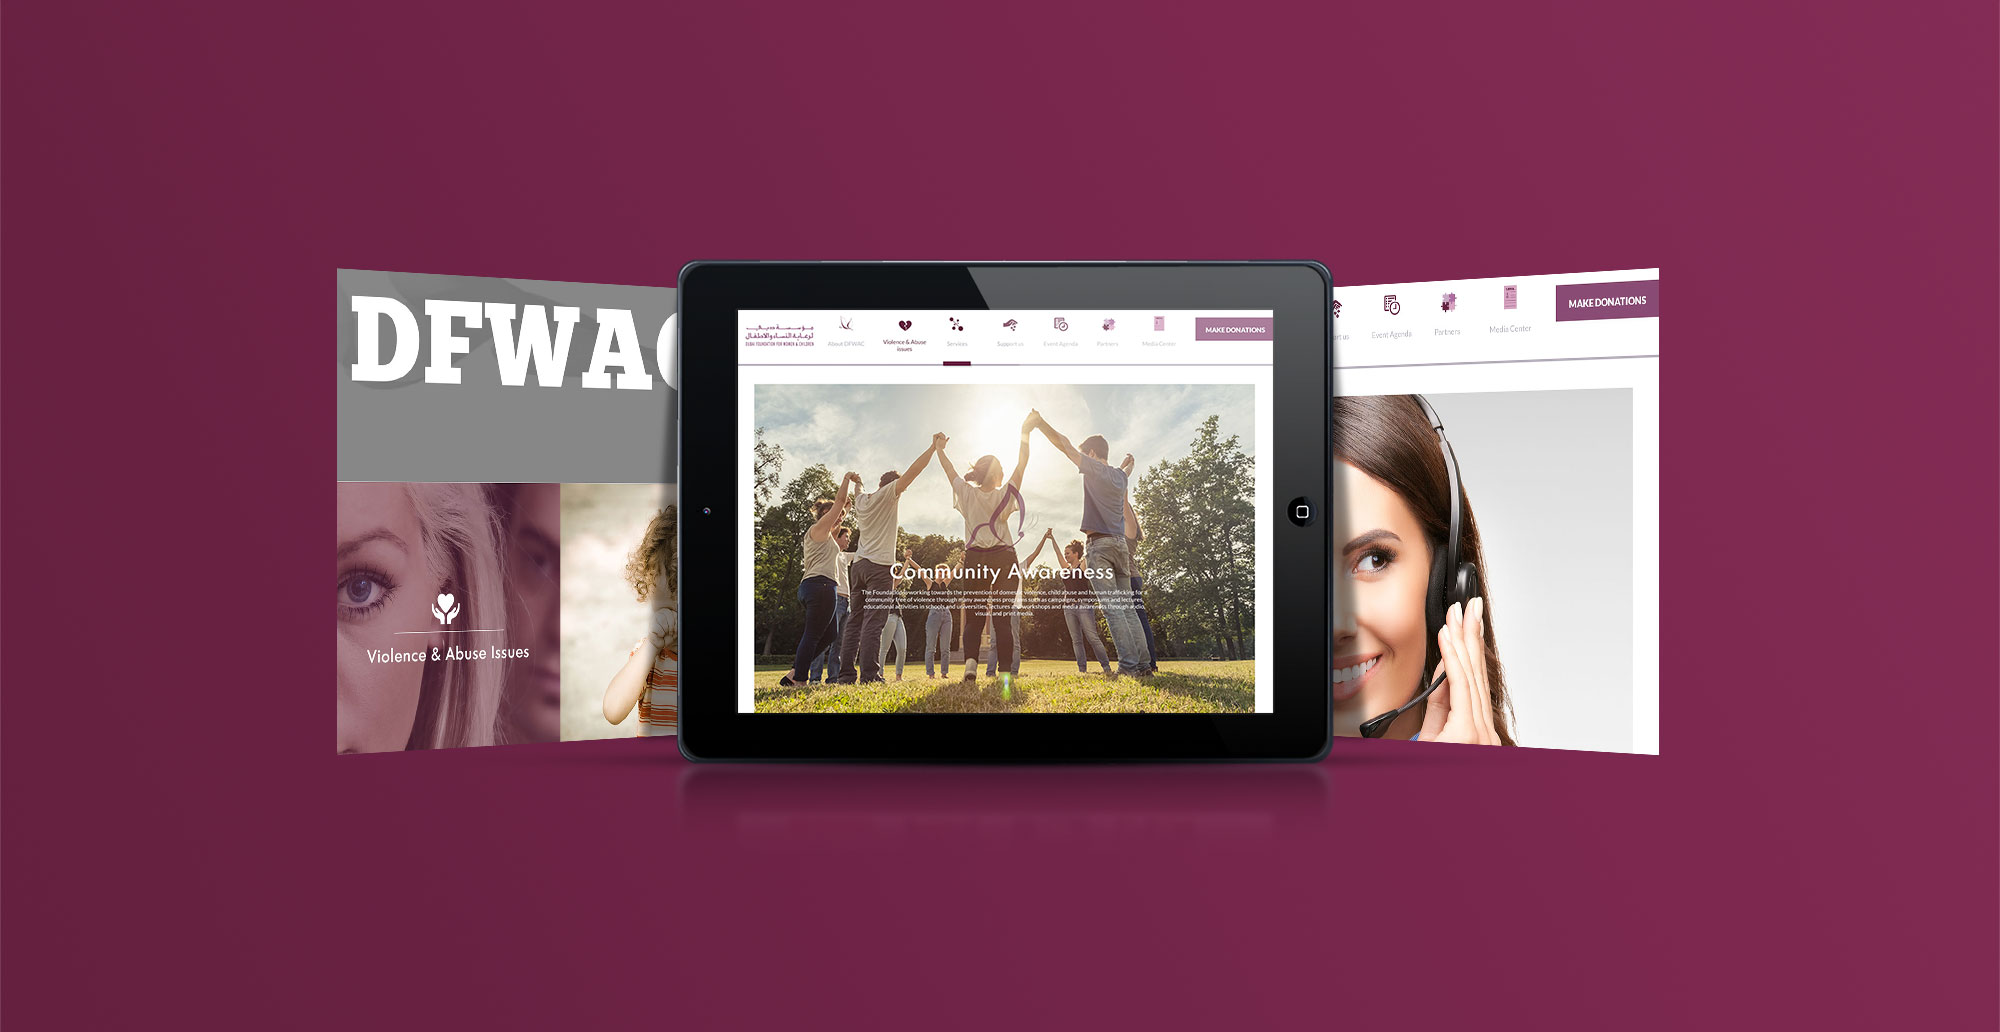 DFWAC
Violence & Abuse Issues
مؤسسة دبي
لرعاية النساء والأطفال
DUBAI FOUNDATION FOR WOMEN & CHILDREN
About DFWAC
Violence & Abuse
issues
Services
Support us
Event Agenda
Partners
Media Center
MAKE DONATIONS
Community Awareness
The Foundation is working towards the prevention of domestic violence, child abuse and human trafficking for a
community free of violence through many awareness programs such as campaigns, symposiums and lectures,
educational activities in schools and universities, lectures and workshops and media awareness through audio,
visual, and print media.
ort us
Event Agenda
Partners
Media Center
MAKE DONATIONS